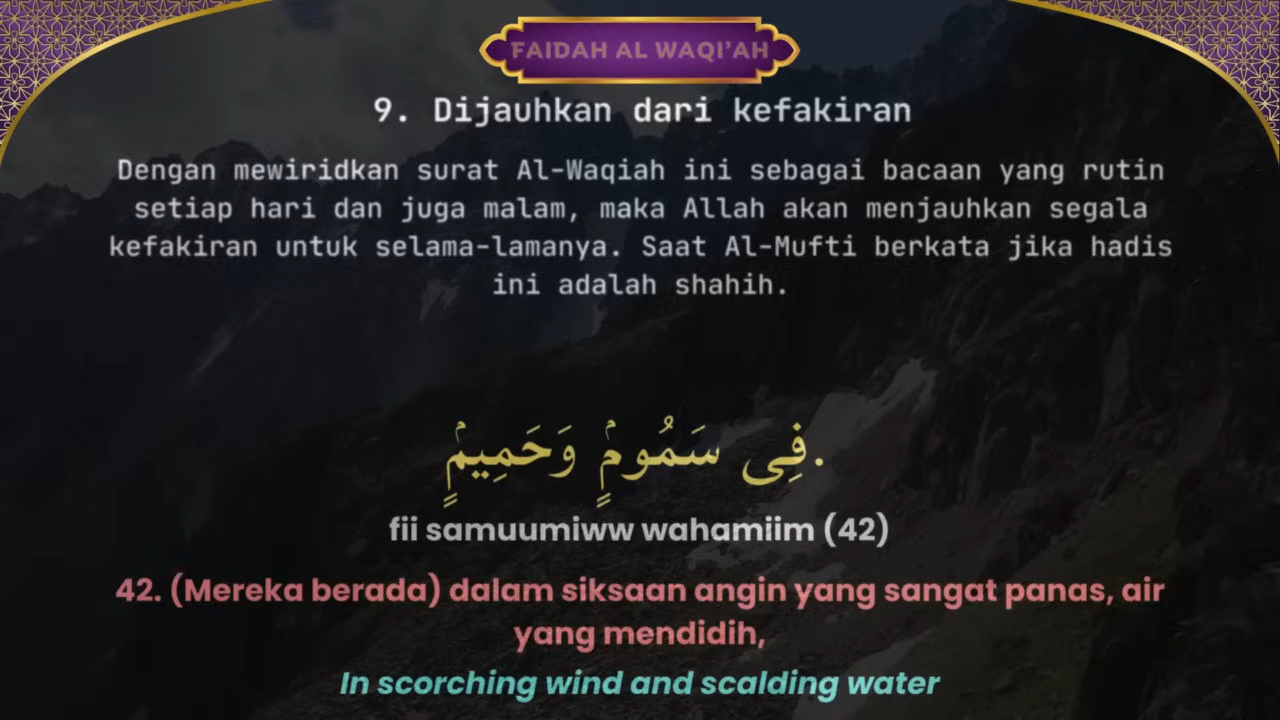 FAIDAH AL WAQI'AH
9. Dijauhkan dari kefakiran
Dengan mewiridkan surat Al-Waqiah ini sebagai bacaan yang rutin
setiap hari dan juga malam, maka Allah akan menjauhkan segala
kefakiran untuk selama-lamanya. Saat Al-Mufti berkata jika hadis
ini adalah shahih.
.فِى سَمُومٍۢ وَحَمِيمٍۢ
fii samuumiww wahamiim (42)
42. (Mereka berada) dalam siksaan angin yang sangat panas, air
yang mendidih,
In scorching wind and scalding water